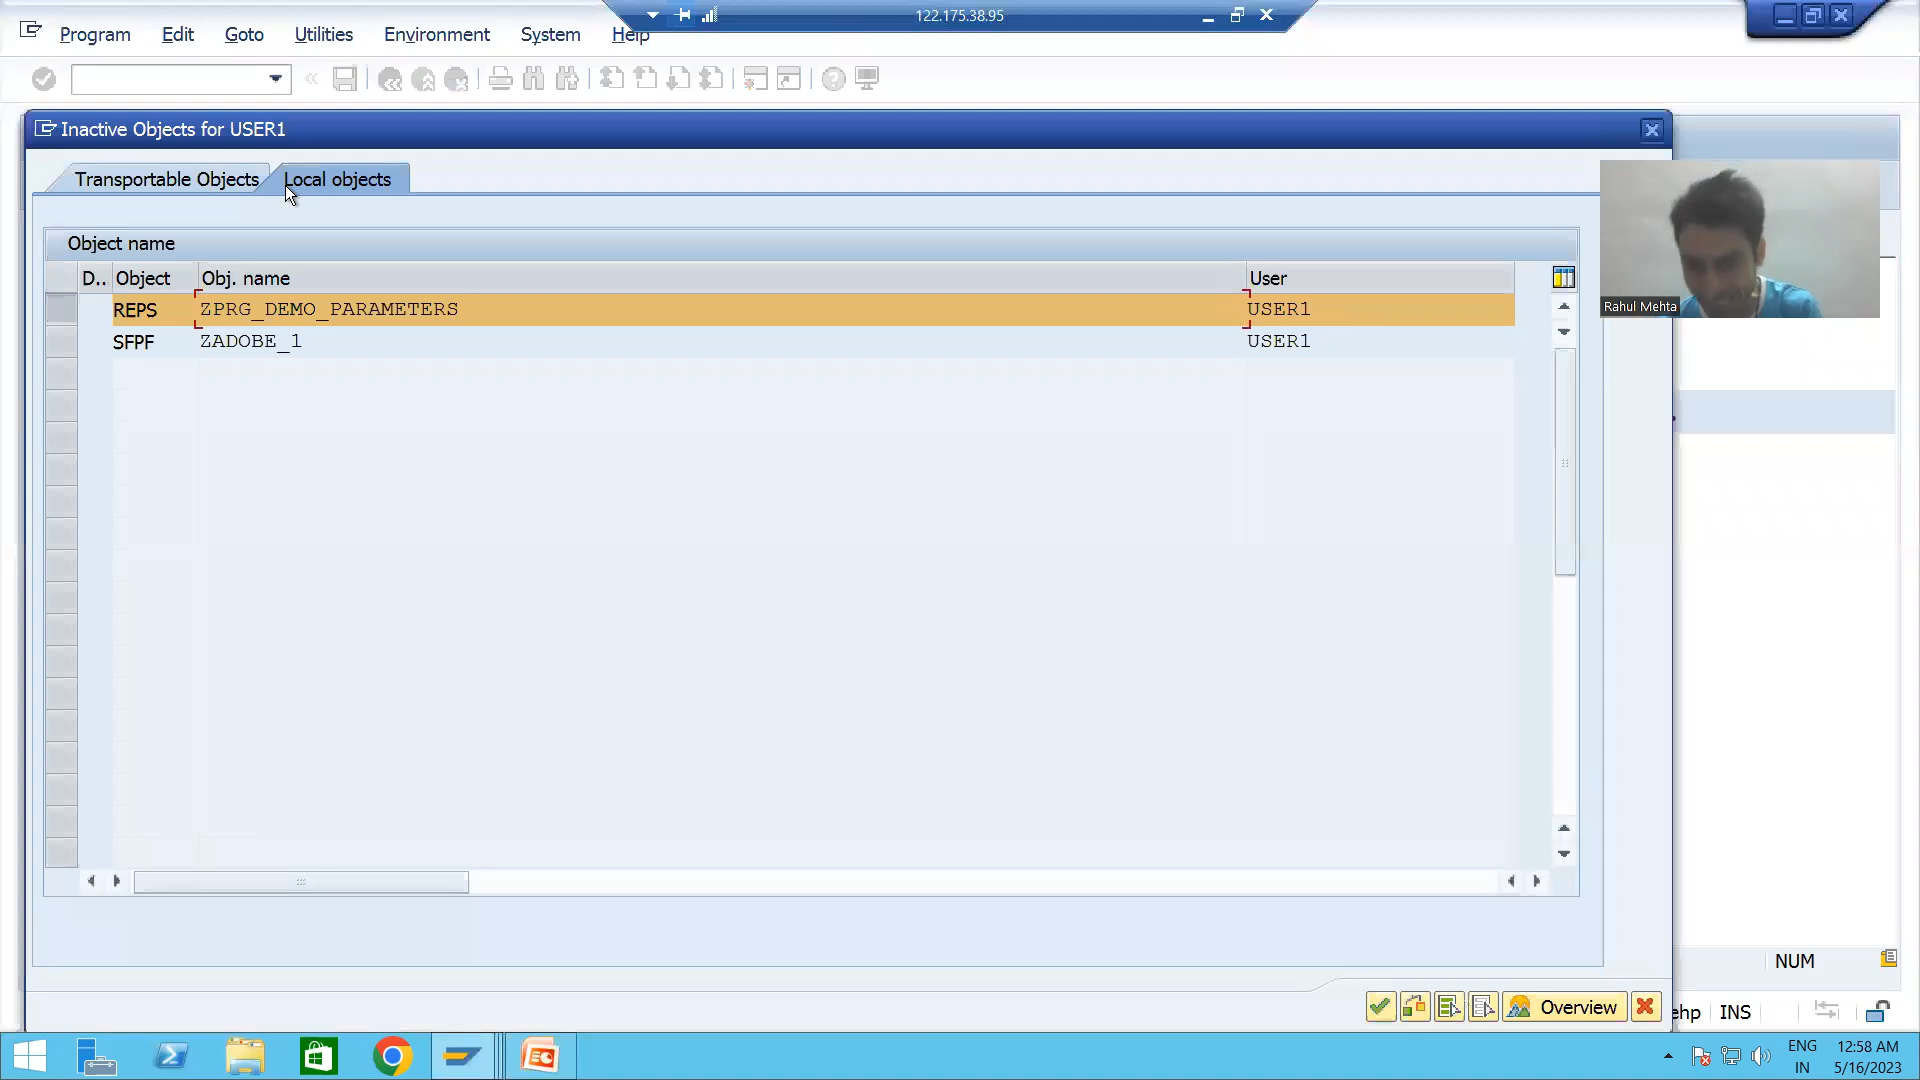 122.175.38.95
Program Edit Goto Utilities Environment System Help
Inactive Objects for USER1
Transportable Objects Local objects
Object name
D.. Object Obj. name User
REPS ZPRG_DEMO_PARAMETERS USER1
SFPF ZADOBE_1 USER1
Rahul Mehta
NUM
Overview
ehp INS
ENG 12:58 AM
IN 5/16/2023